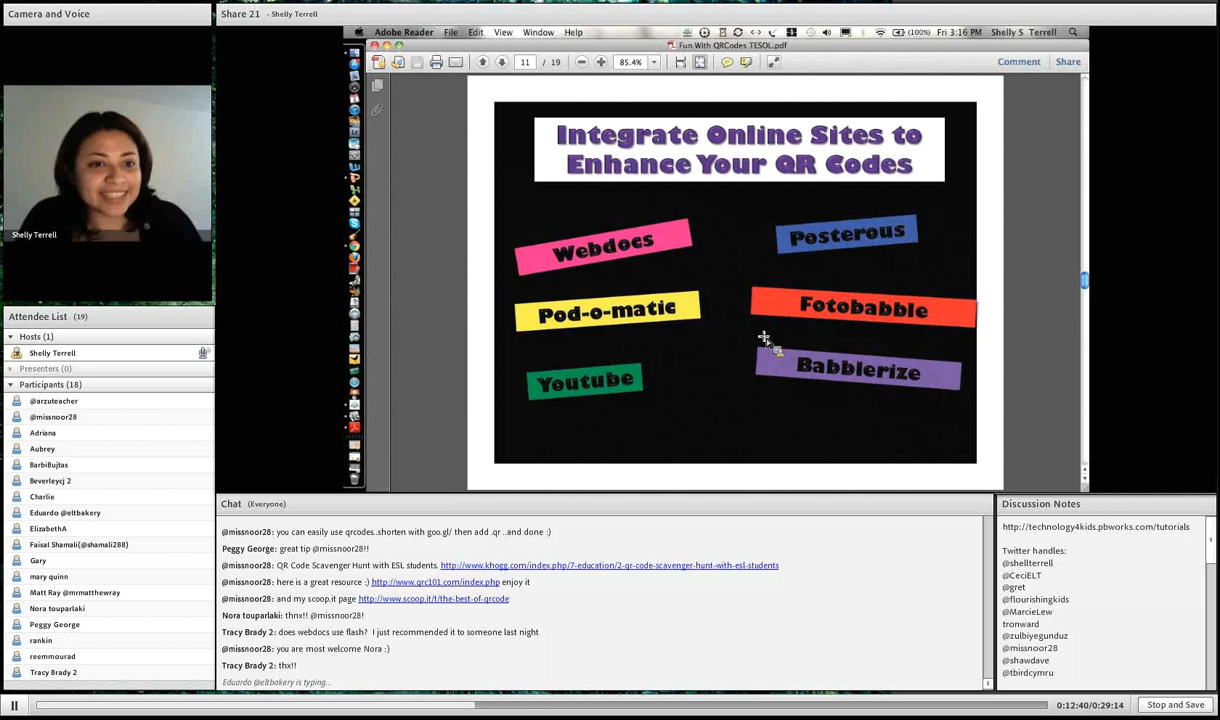 Camera and Voice
Shelly Terrell
Attendee List (19)
Hosts (1)
Shelly Terrell
Presenters (0)
Participants (18)
@arzuteacher
@missnoor28
Adriana
Aubrey
BarbiBujtas
Beverleycj 2
Charlie
Eduardo @eltbakery
ElizabethA
Faisal Shamali(@shamali288)
Gary
mary quinn
Matt Ray @mrmatthewray
Nora touparlaki
Peggy George
rankin
reemmourad
Tracy Brady 2
Share 21 - Shelly Terrell
Adobe Reader File Edit View Window Help (100%) Fri 3:16 PM Shelly S Terrell
Fun With QRCodes TESOL.pdf
11 / 19 85.4% Comment Share
Integrate Online Sites to
Enhance Your QR Codes
Webdocs
Posterous
Pod-o-matic
Fotobabble
Youtube
Babblerize
Chat (Everyone)
@missnoor28: you can easily use qrcodes..shorten with goo.gl/ then add .qr ..and done :)
Peggy George: great tip @missnoor28!!
@missnoor28: QR Code Scavenger Hunt with ESL students. http://www.khogg.com/index.php/7-education/2-qr-code-scavenger-hunt-with-esl-students
@missnoor28: here is a great resource :) http://www.qrc101.com/index.php enjoy it
@missnoor28: and my scoop.it page http://www.scoop.it/t/the-best-of-qrcode
Nora touparlaki: thnx!! @missnoor28!
Tracy Brady 2: does webdocs use flash? I just recommended it to someone last night
@missnoor28: you are most welcome Nora :)
Tracy Brady 2: thx!!
Eduardo @eltbakery is typing...
Discussion Notes
http://technology4kids.pbworks.com/tutorials
Twitter handles:
@shellterrell
@CeciELT
@gret
@flourishingkids
@MarcieLew
tronward
@zulbiyegunduz
@missnoor28
@shawdave
@tbirdcymru
0:12:40/0:29:14
Stop and Save